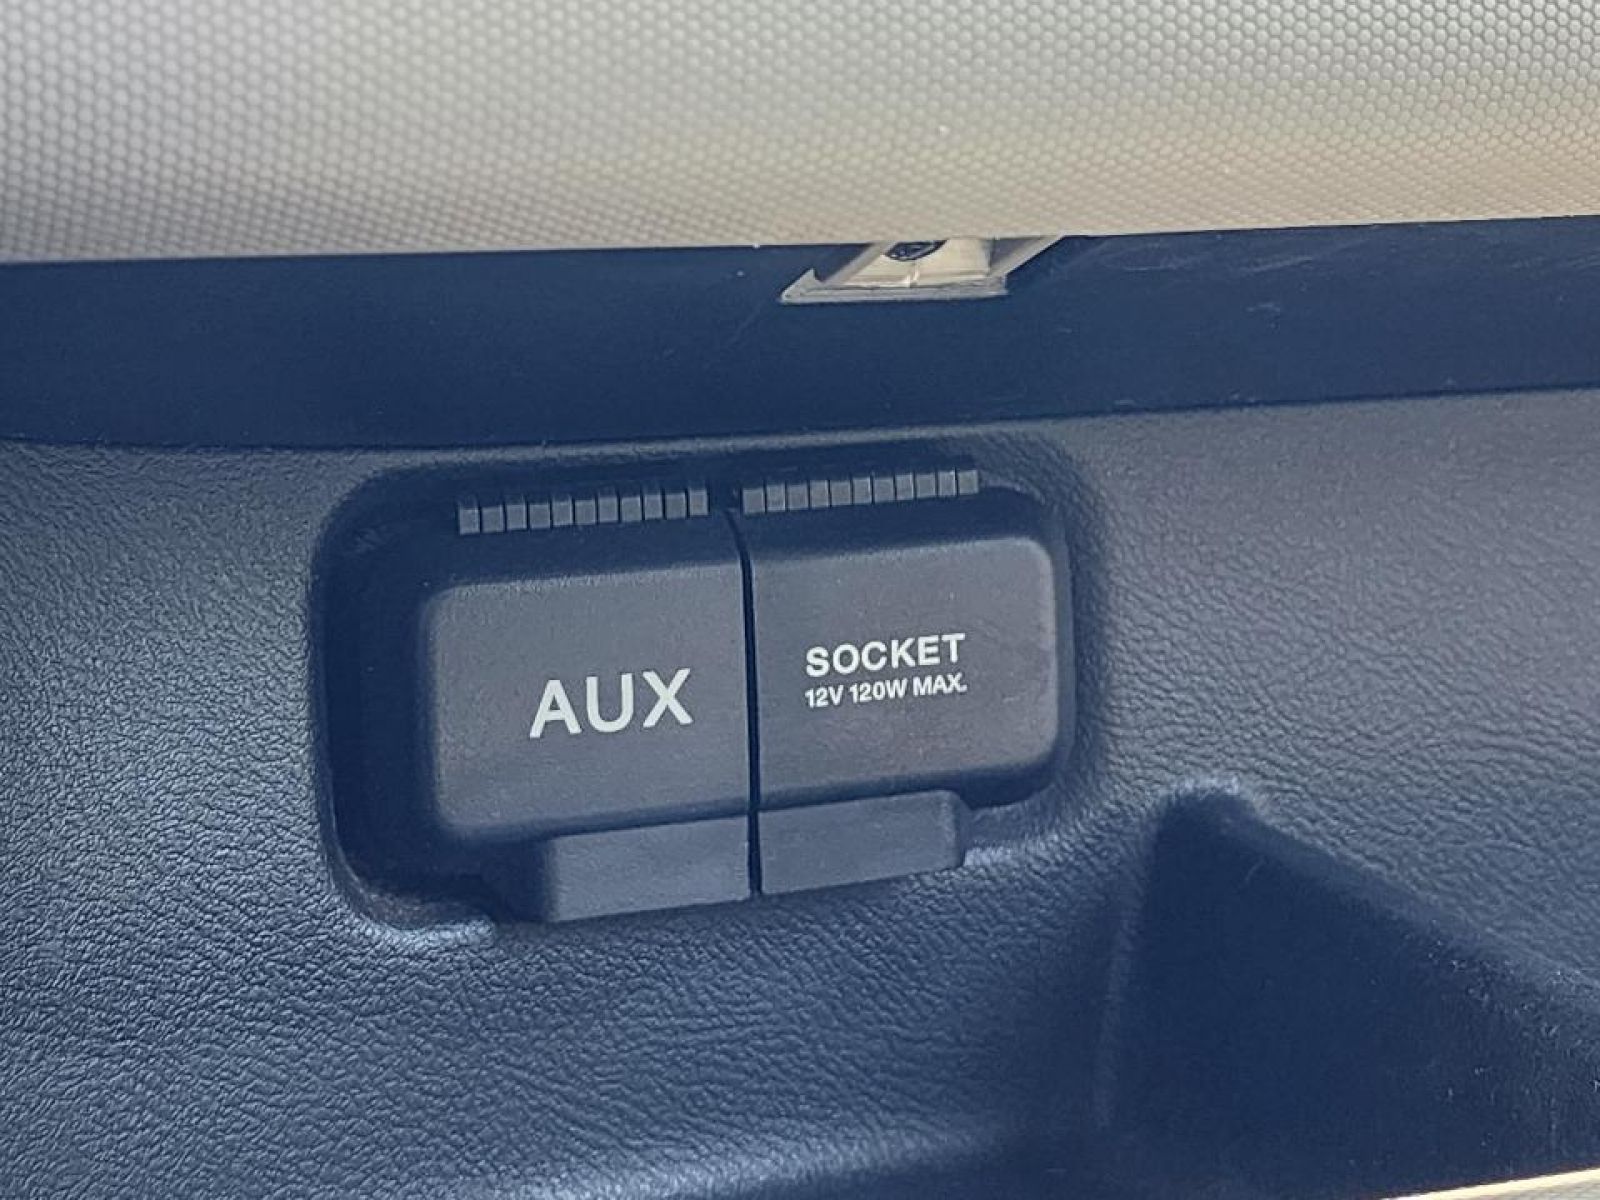 AUX
SOCKET
12V 120W MAX.